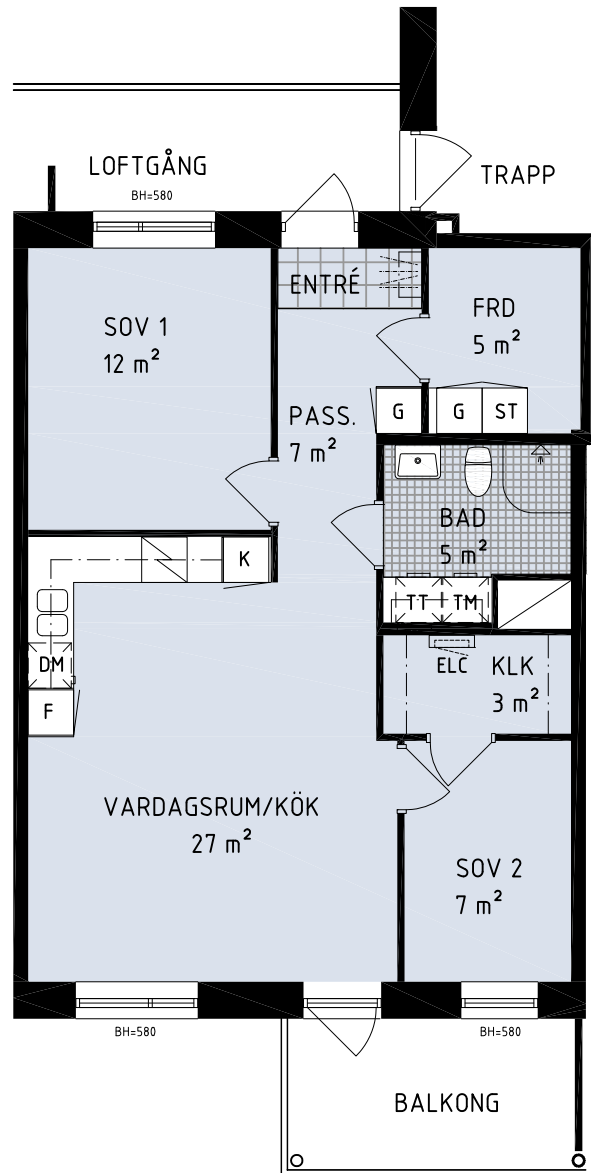 LOFTGÅNG
BH=580
TRAPP
ENTRÉ
SOV 1
12 m²
FRD
5 m²
PASS.
7 m²
G
G
ST
BAD
5 m²
K
TT
TM
DM
ELC
KLK
3 m²
F
VARDAGSRUM/KÖK
27 m²
SOV 2
7 m²
BH=580
BH=580
BALKONG